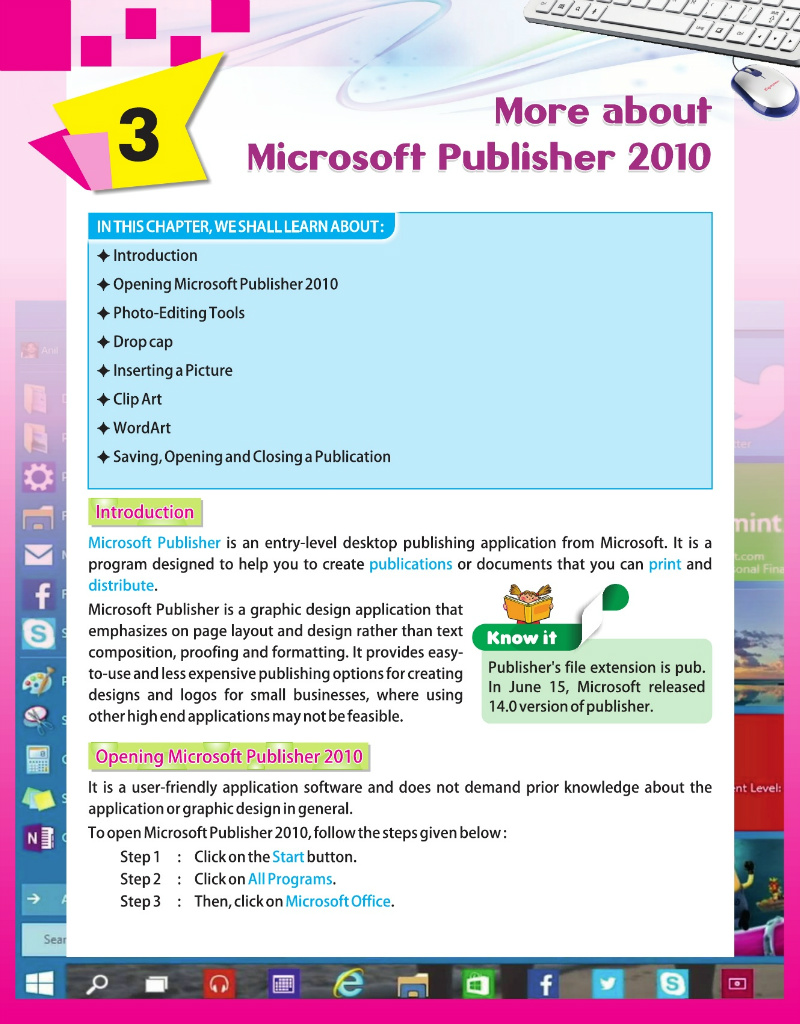 3
More about
Microsoft Publisher 2010
IN THIS CHAPTER, WE SHALL LEARN ABOUT :
✦ Introduction
✦ Opening Microsoft Publisher 2010
✦ Photo-Editing Tools
✦ Drop cap
✦ Inserting a Picture
✦ Clip Art
✦ WordArt
✦ Saving, Opening and Closing a Publication
Introduction
Microsoft Publisher is an entry-level desktop publishing application from Microsoft. It is a
program designed to help you to create publications or documents that you can print and
distribute.
Microsoft Publisher is a graphic design application that
emphasizes on page layout and design rather than text
composition, proofing and formatting. It provides easy-
to-use and less expensive publishing options for creating
designs and logos for small businesses, where using
other high end applications may not be feasible.
Know it
Publisher's file extension is pub.
In June 15, Microsoft released
14.0 version of publisher.
Opening Microsoft Publisher 2010
It is a user-friendly application software and does not demand prior knowledge about the
application or graphic design in general.
To open Microsoft Publisher 2010, follow the steps given below :
Step 1 : Click on the Start button.
Step 2 : Click on All Programs.
Step 3 : Then, click on Microsoft Office.
mint
nt Level:
Sear